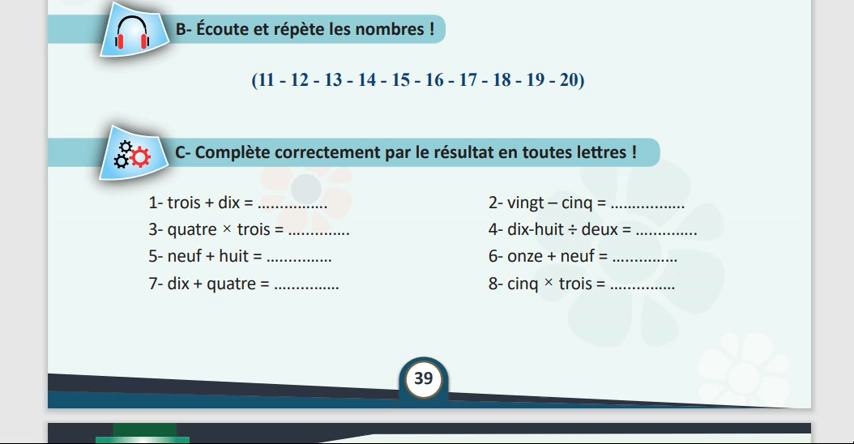 B- Écoute et répète les nombres !
(11 - 12 - 13 - 14 - 15 - 16 - 17 - 18 - 19 - 20)
C- Complète correctement par le résultat en toutes lettres !
1- trois + dix = ............... 2- vingt – cinq = .................
3- quatre × trois = ............. 4- dix-huit ÷ deux = ..............
5- neuf + huit = .............. 6- onze + neuf = ..............
7- dix + quatre = .............. 8- cinq × trois = ..............
39